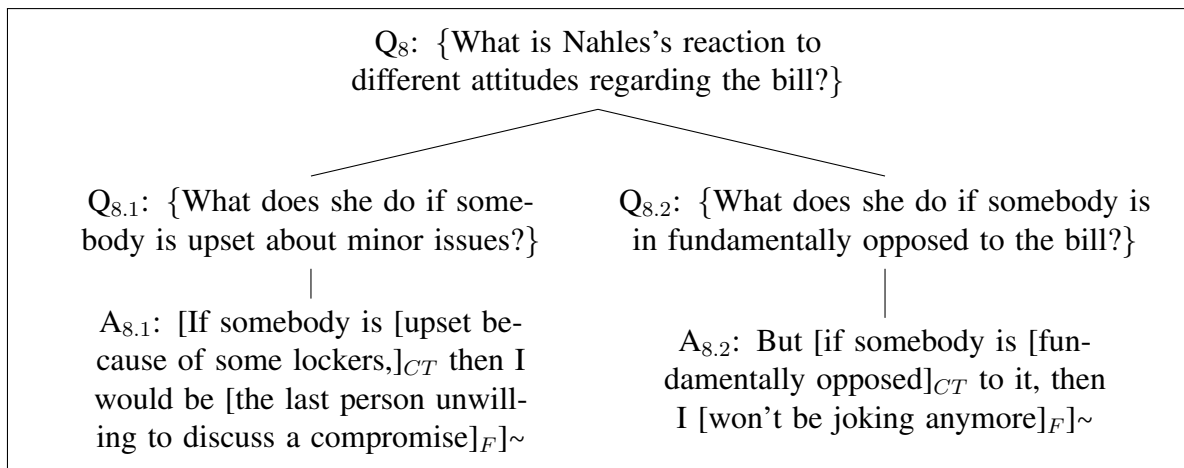 Q8: {What is Nahles's reaction to
different attitudes regarding the bill?}
Q8.1: {What does she do if some-
body is upset about minor issues?}
A8.1: [If somebody is [upset be-
cause of some lockers,]CT then I
would be [the last person unwill-
ing to discuss a compromise]F]~
Q8.2: {What does she do if somebody is
in fundamentally opposed to the bill?}
A8.2: But [if somebody is [fun-
damentally opposed]CT to it, then
I [won't be joking anymore]F]~